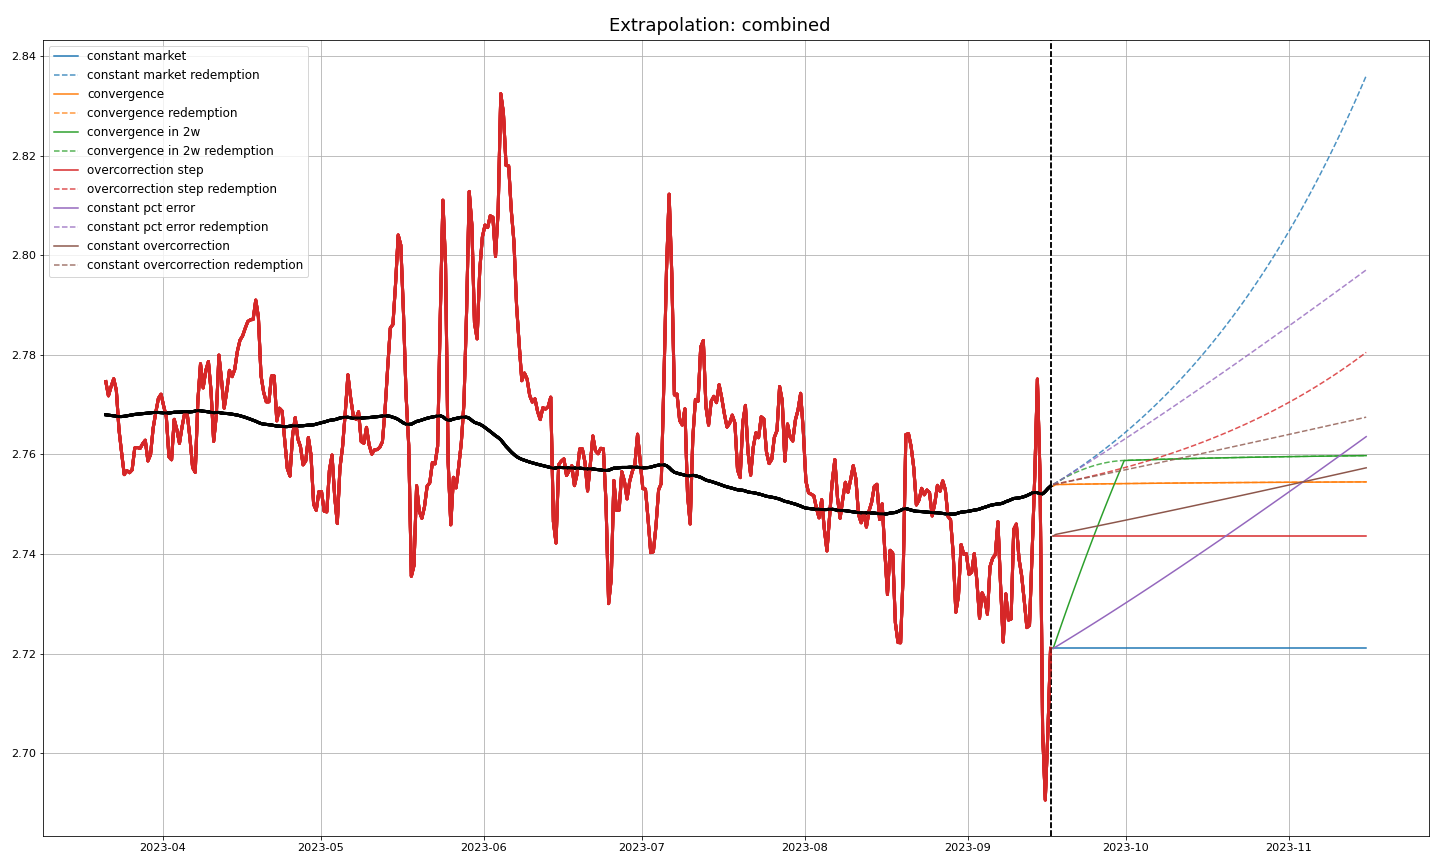 Extrapolation: combined
constant market
constant market redemption
convergence
convergence redemption
convergence in 2w
convergence in 2w redemption
overcorrection step
overcorrection step redemption
constant pct error
constant pct error redemption
constant overcorrection
constant overcorrection redemption
2.84
2.82
2.80
2.78
2.76
2.74
2.72
2.70
2023-04 2023-05 2023-06 2023-07 2023-08 2023-09 2023-10 2023-11